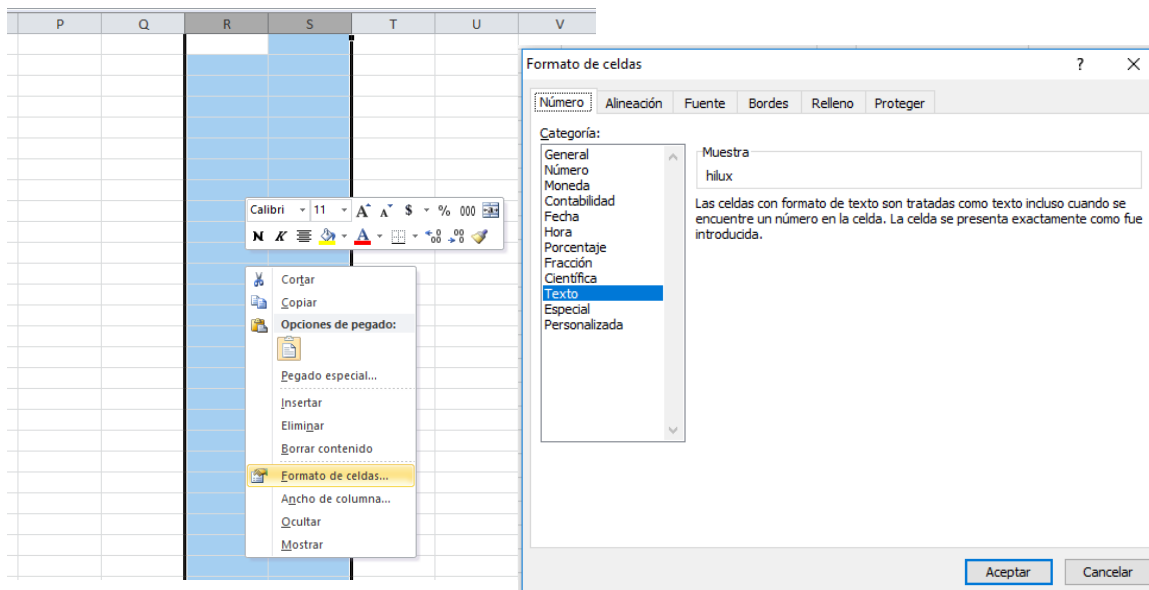 P Q R S T U V
Calibri 11 A A $ % 000
N K A
Cortar
Copiar
Opciones de pegado:
Pegado especial...
Insertar
Eliminar
Borrar contenido
Formato de celdas...
Ancho de columna...
Ocultar
Mostrar
Formato de celdas ? X
Número Alineación Fuente Bordes Relleno Proteger
Categoría:
General
Número
Moneda
Contabilidad
Fecha
Hora
Porcentaje
Fracción
Científica
Texto
Especial
Personalizada
Muestra
hilux
Las celdas con formato de texto son tratadas como texto incluso cuando se
encuentre un número en la celda. La celda se presenta exactamente como fue
introducida.
Aceptar Cancelar